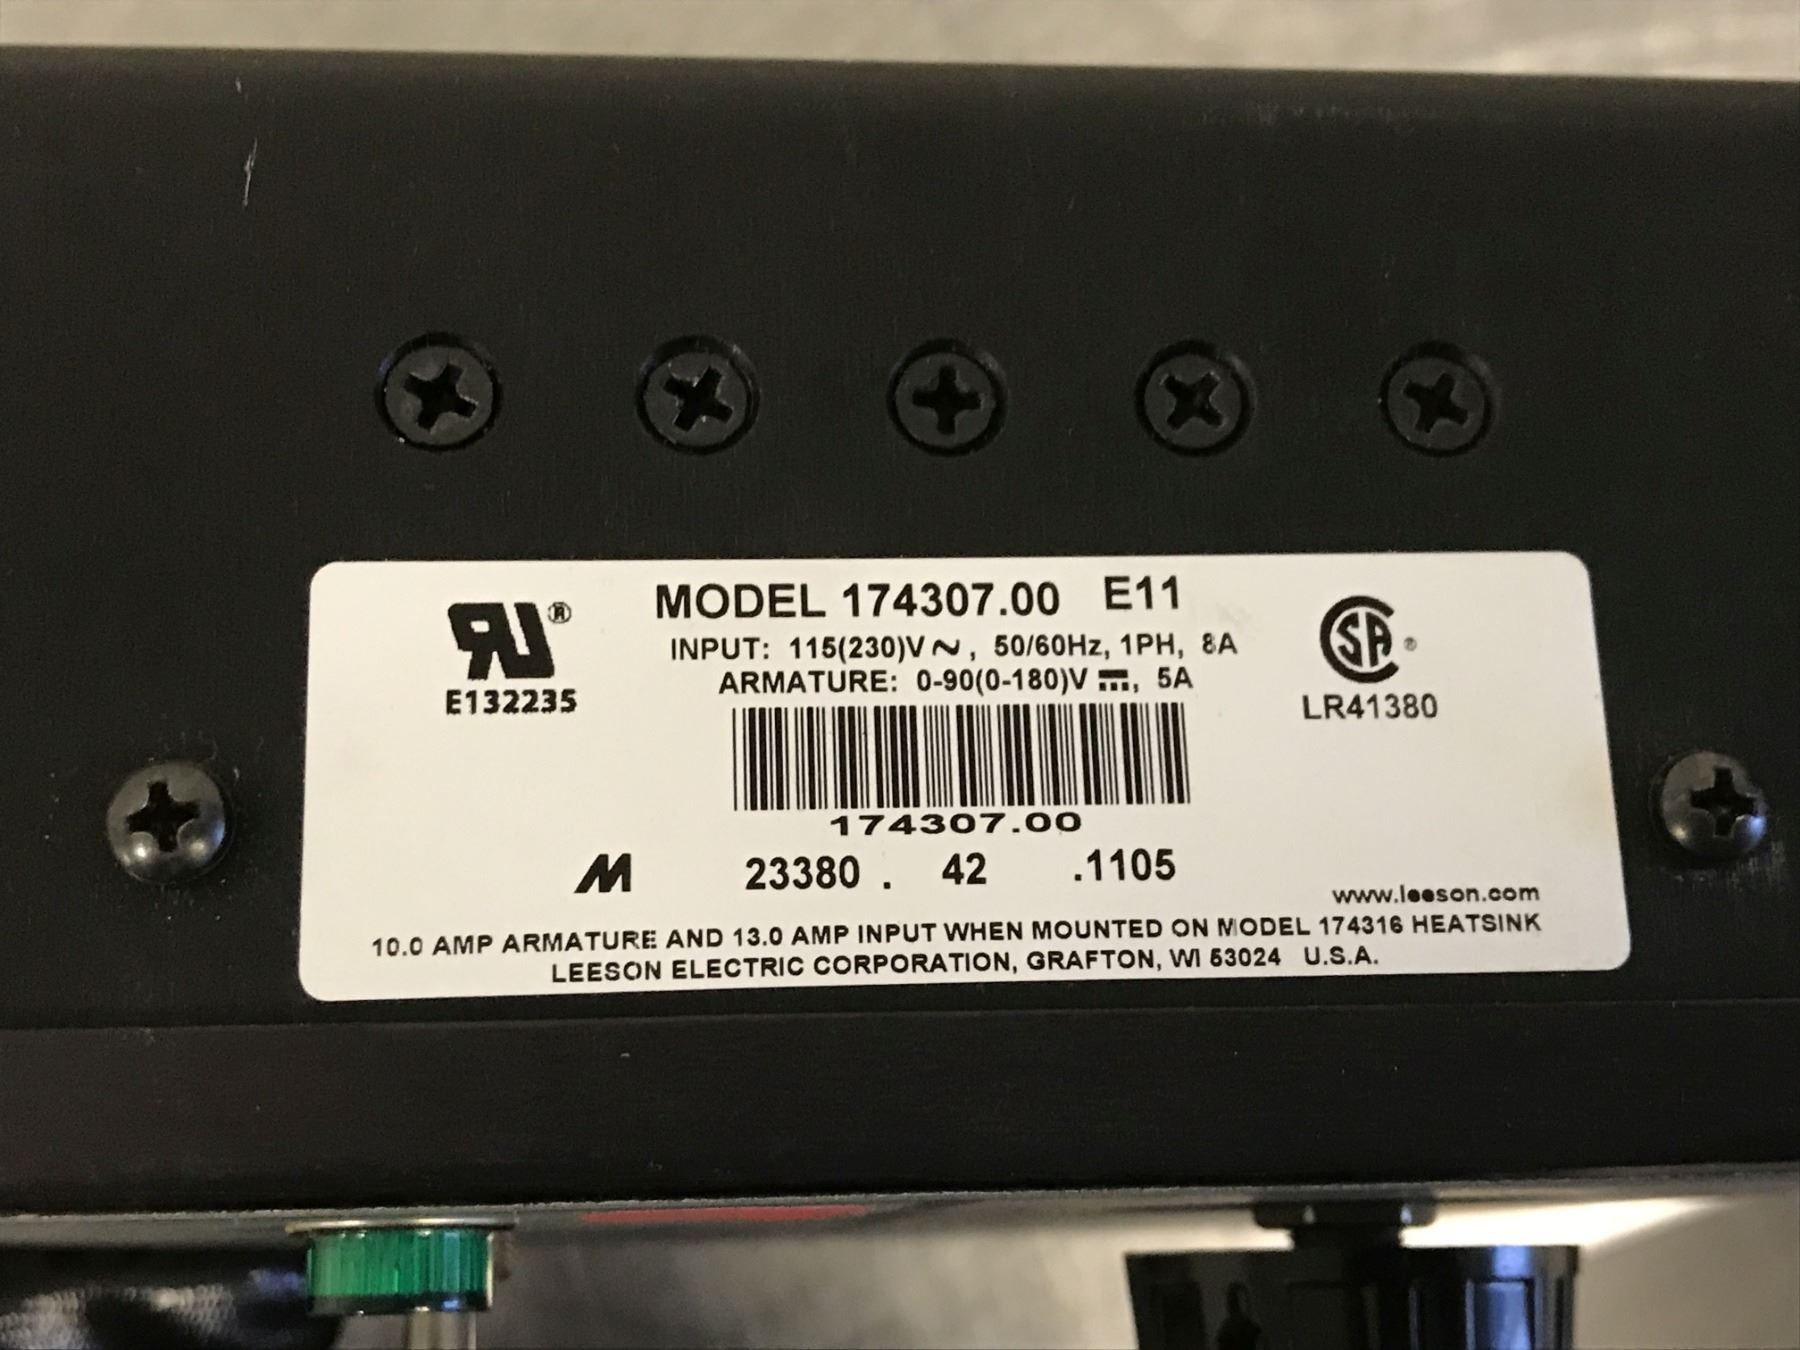 MODEL 174307.00 E11
INPUT: 115(230)V ~, 50/60Hz, 1PH, 8A
ARMATURE: 0-90(0-180)V ⎓, 5A
RU®
E132235
CSA®
LR41380
174307.00
M 23380 . 42 .1105
www.leeson.com
10.0 AMP ARMATURE AND 13.0 AMP INPUT WHEN MOUNTED ON MODEL 174316 HEATSINK
LEESON ELECTRIC CORPORATION, GRAFTON, WI 53024 U.S.A.